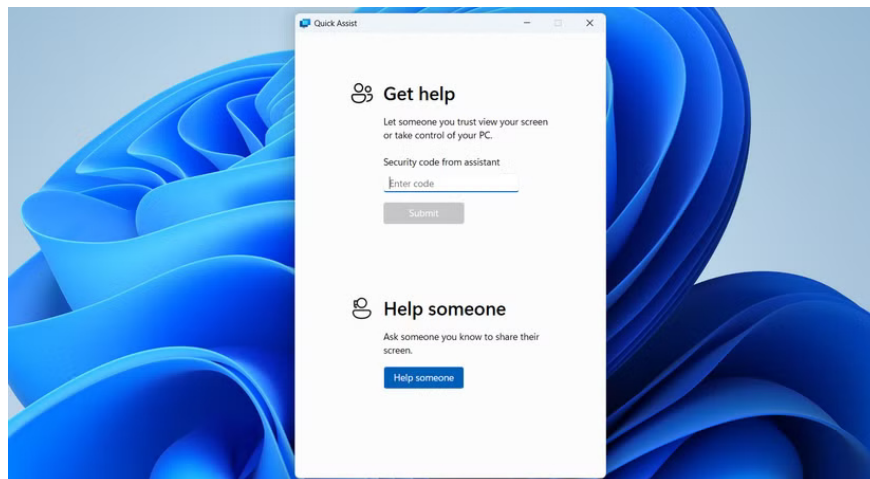 Quick Assist
Get help
Let someone you trust view your screen
or take control of your PC.
Security code from assistant
Enter code
Submit
Help someone
Ask someone you know to share their
screen.
Help someone